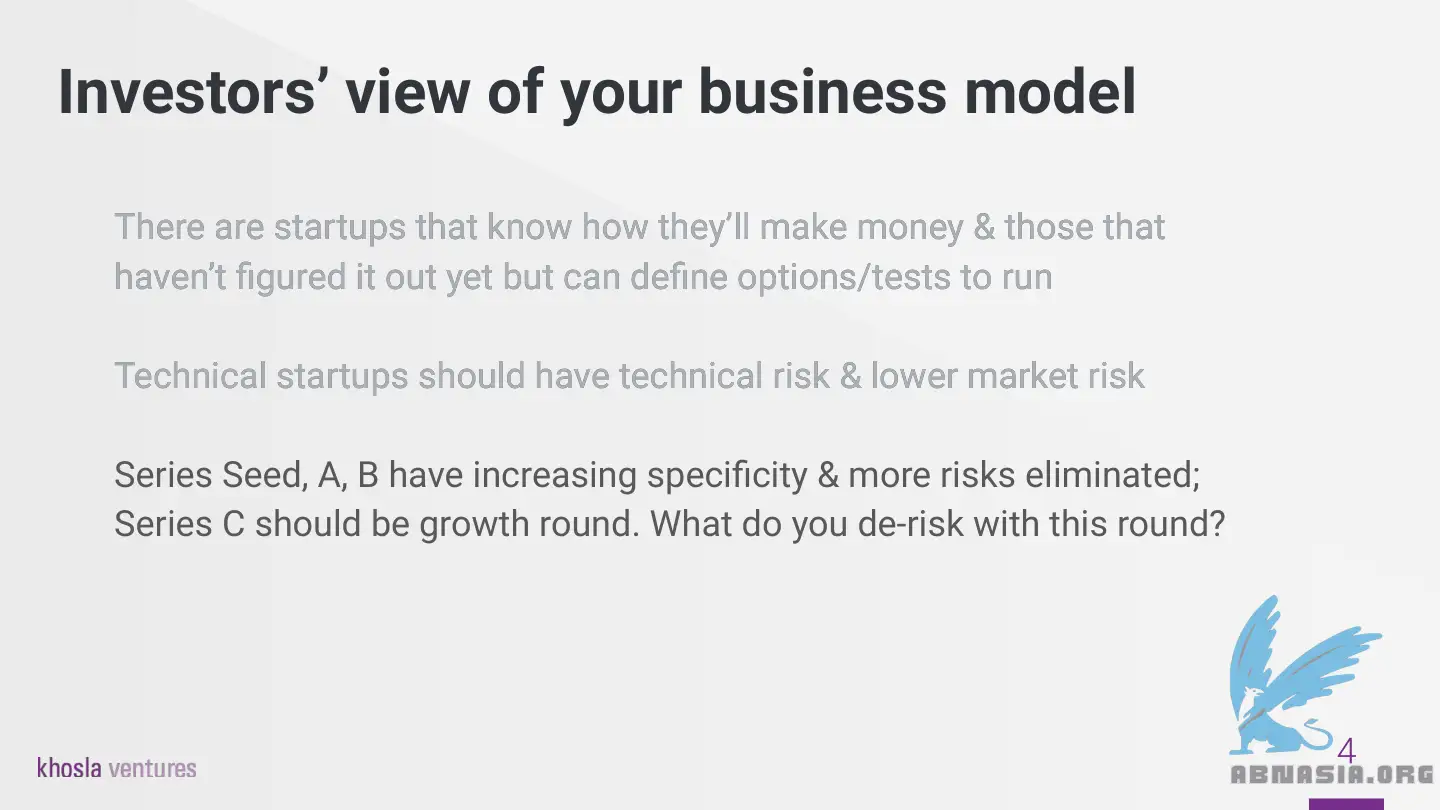 Investors’ view of your business model
There are startups that know how they’ll make money & those that
haven’t figured it out yet but can define options/tests to run
Technical startups should have technical risk & lower market risk
Series Seed, A, B have increasing specificity & more risks eliminated;
Series C should be growth round. What do you de-risk with this round?
khosla ventures
4
ABNASIA.ORG